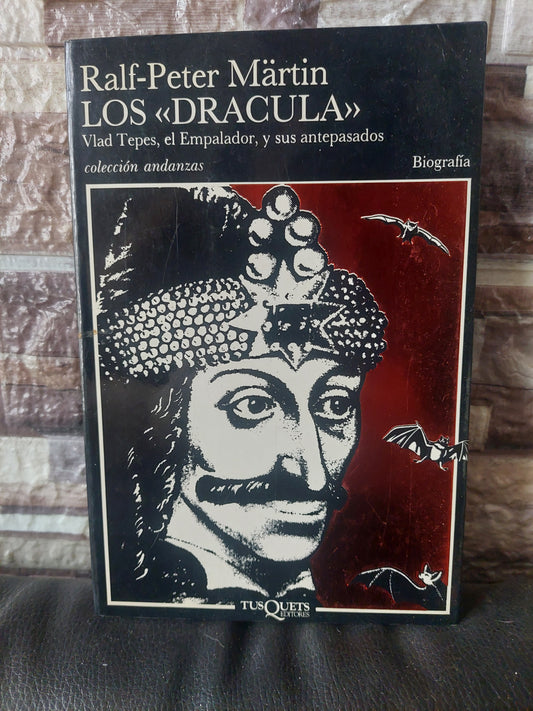 Ralf-Peter Märtin
LOS «DRACULA»
Vlad Tepes, el Empalador, y sus antepasados
colección andanzas
Biografía
TUSQUETS
EDITORES